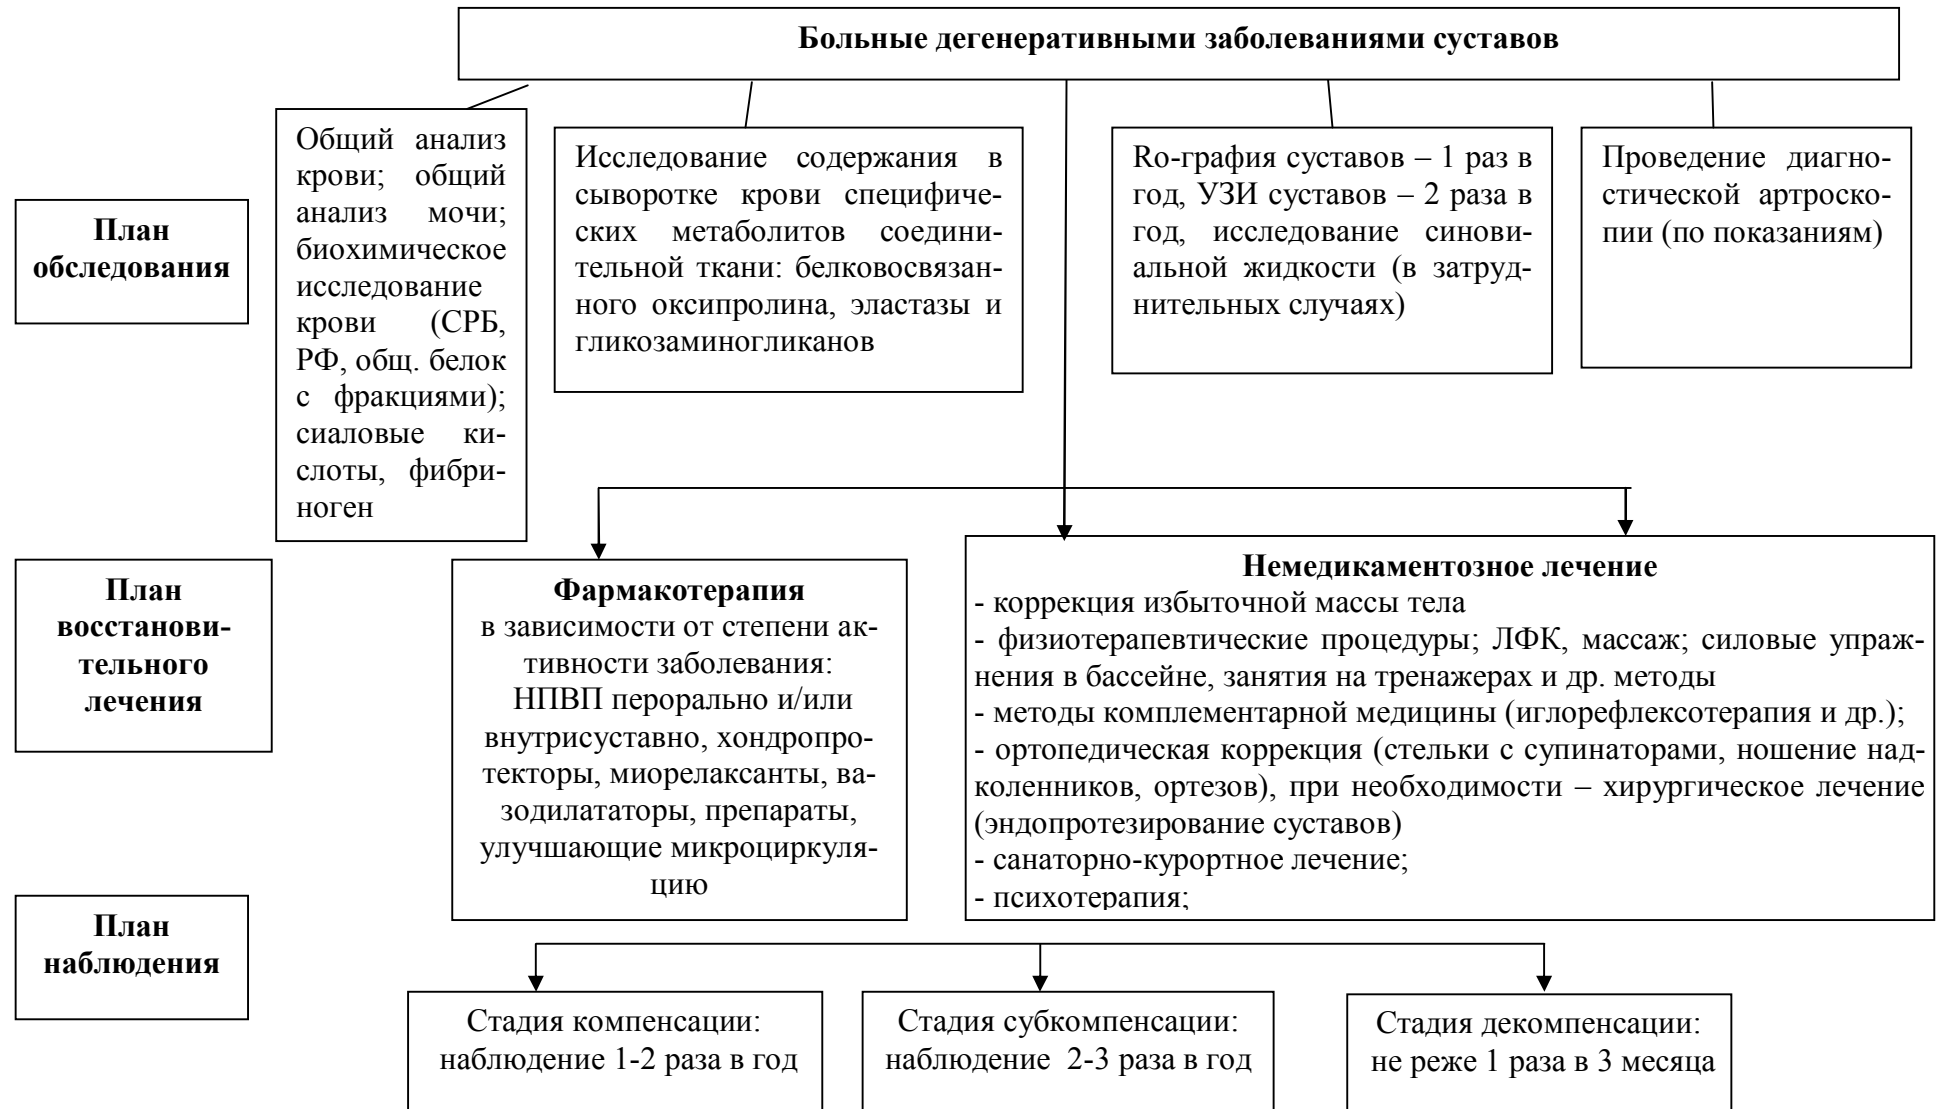 Больные дегенеративными заболеваниями суставов
План
обследования
Общий анализ
крови; общий
анализ мочи;
биохимическое
исследование
крови (СРБ,
РФ, общ. белок
с фракциями);
сиаловые ки-
слоты, фибри-
ноген
Исследование содержания в
сыворотке крови специфиче-
ских метаболитов соедини-
тельной ткани: белковосвязан-
ного оксипролина, эластазы и
гликозаминогликанов
Ro-графия суставов – 1 раз в
год, УЗИ суставов – 2 раза в
год, исследование синови-
альной жидкости (в затруд-
нительных случаях)
Проведение диагно-
стической артроско-
пии (по показаниям)
План
восстанови-
тельного
лечения
Фармакотерапия
в зависимости от степени ак-
тивности заболевания:
НПВП перорально и/или
внутрисуставно, хондропро-
текторы, миорелаксанты, ва-
зодилататоры, препараты,
улучшающие микроциркуля-
цию
Немедикаментозное лечение
- коррекция избыточной массы тела
- физиотерапевтические процедуры; ЛФК, массаж; силовые упраж-
нения в бассейне, занятия на тренажерах и др. методы
- методы комплементарной медицины (иглорефлексотерапия и др.);
- ортопедическая коррекция (стельки с супинаторами, ношение над-
коленников, ортезов), при необходимости – хирургическое лечение
(эндопротезирование суставов)
- санаторно-курортное лечение;
- психотерапия;
План
наблюдения
Стадия компенсации:
наблюдение 1-2 раза в год
Стадия субкомпенсации:
наблюдение 2-3 раза в год
Стадия декомпенсации:
не реже 1 раза в 3 месяца